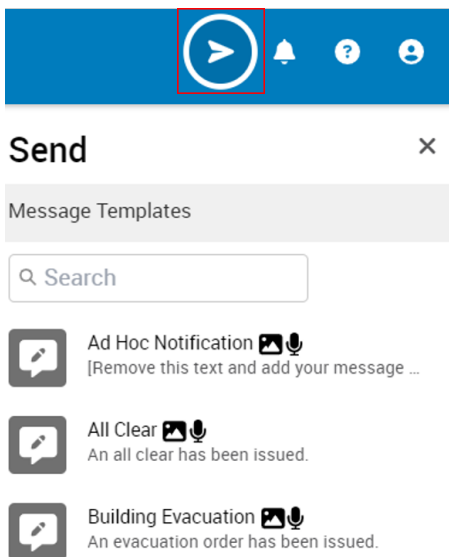 Send
Message Templates
Search
Ad Hoc Notification
[Remove this text and add your message ...
All Clear
An all clear has been issued.
Building Evacuation
An evacuation order has been issued.